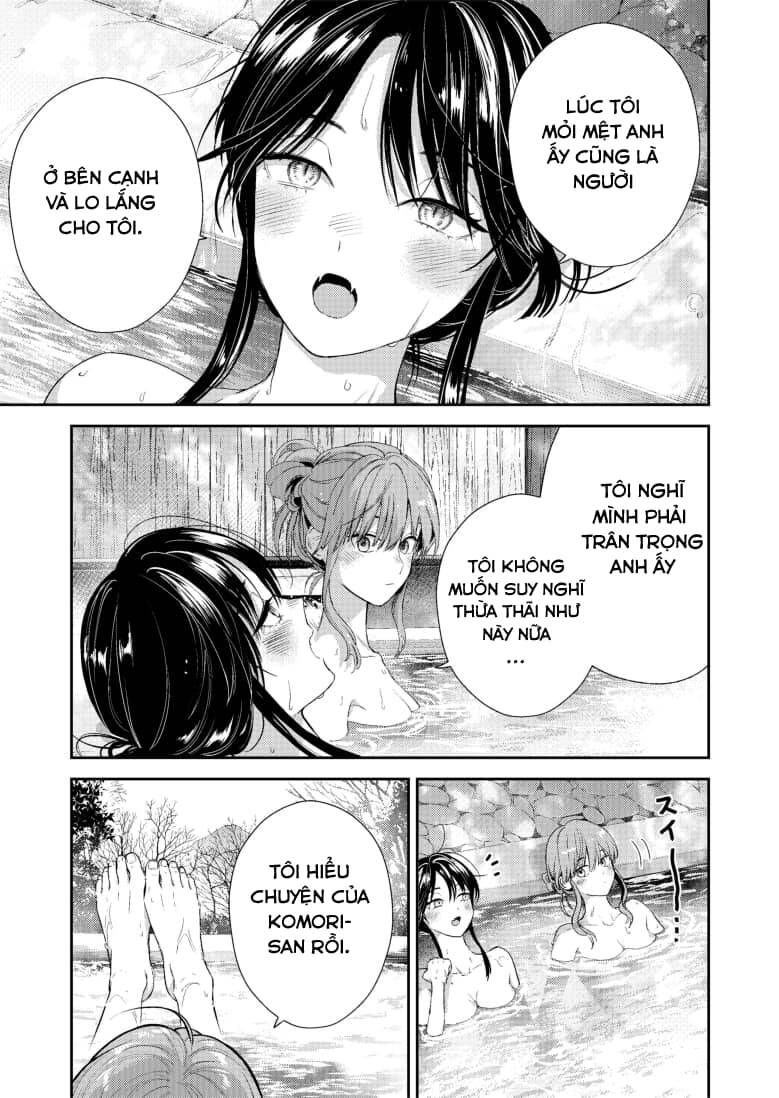 LÚC TÔI
MỎI MỆT ANH
ẤY CŨNG LÀ
NGƯỜI
Ở BÊN CẠNH
VÀ LO LẮNG
CHO TÔI.
TÔI NGHĨ
MÌNH PHẢI
TRÂN TRỌNG
ANH ẤY
TÔI KHÔNG
MUỐN SUY NGHĨ
THỪA THÃI NHƯ
NÀY NỮA
...
スイー…
TÔI HIỂU
CHUYỆN CỦA
KOMORI-
SAN RỒI.